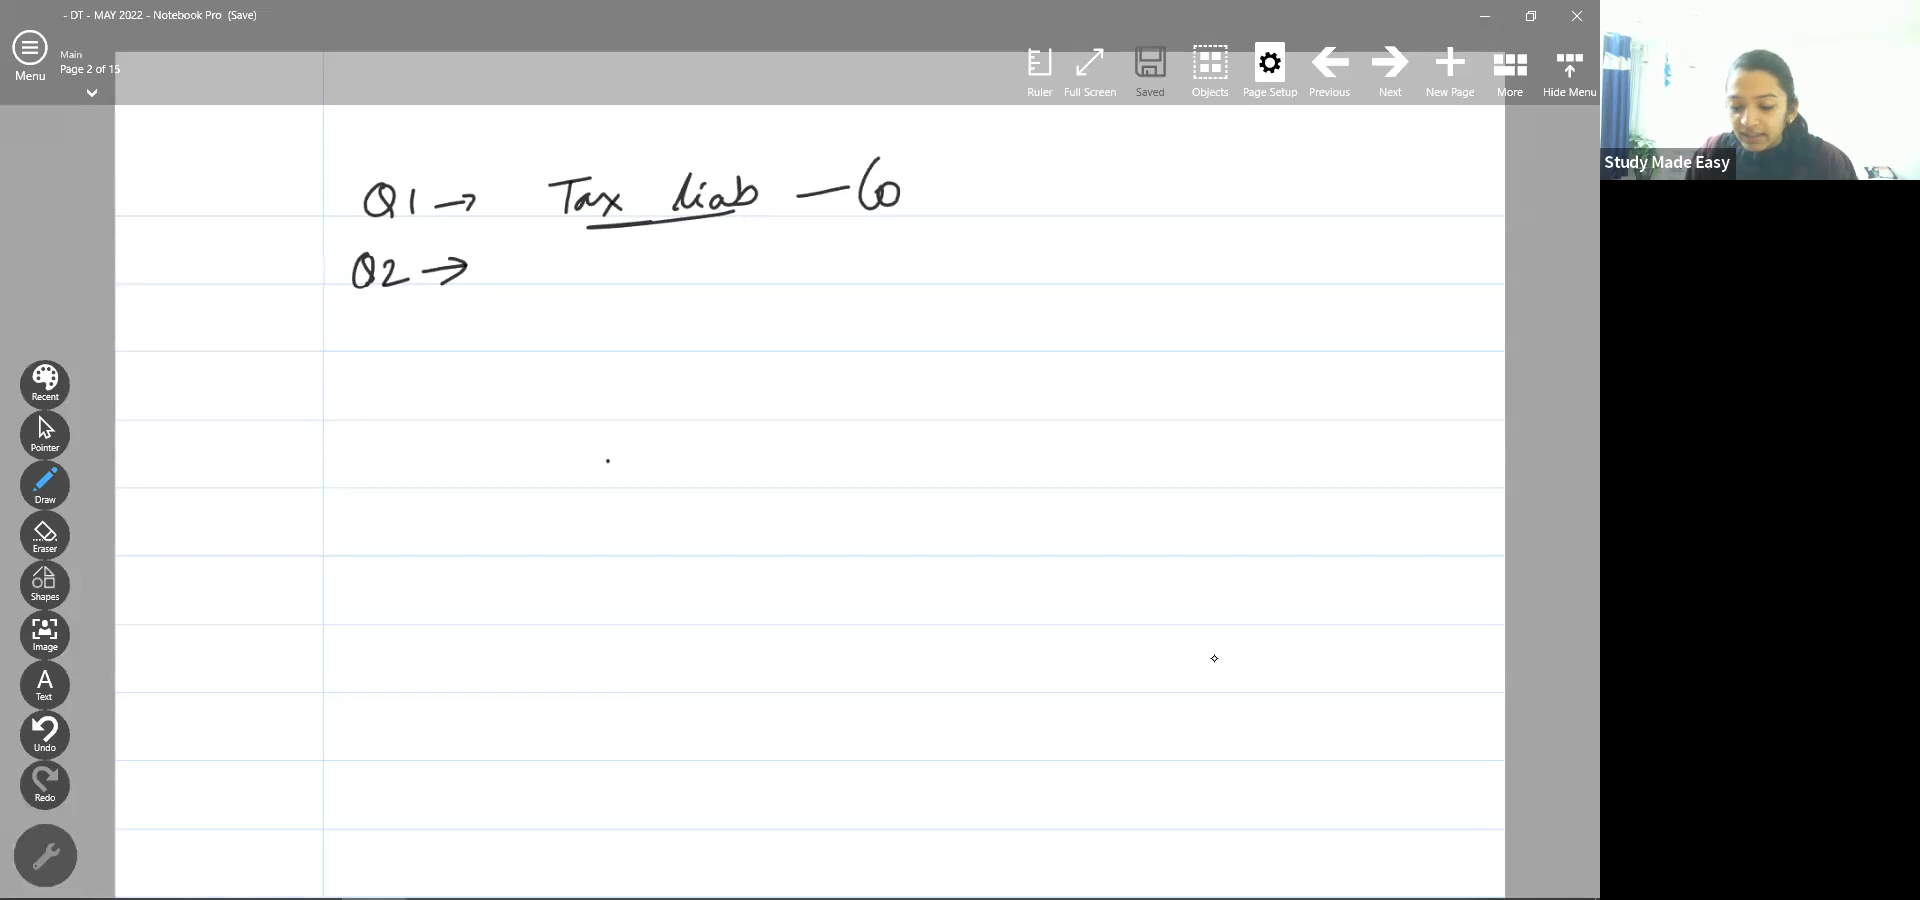 - DT - MAY 2022 - Notebook Pro (Save)
Menu
Main
Page 2 of 15
Ruler
Full Screen
Saved
Objects
Page Setup
Previous
Next
New Page
More
Hide Menu
Study Made Easy
Q1 → Tax liab — Co
Q2 →
Recent
Pointer
Draw
Eraser
Shapes
Image
A
Text
Undo
Redo